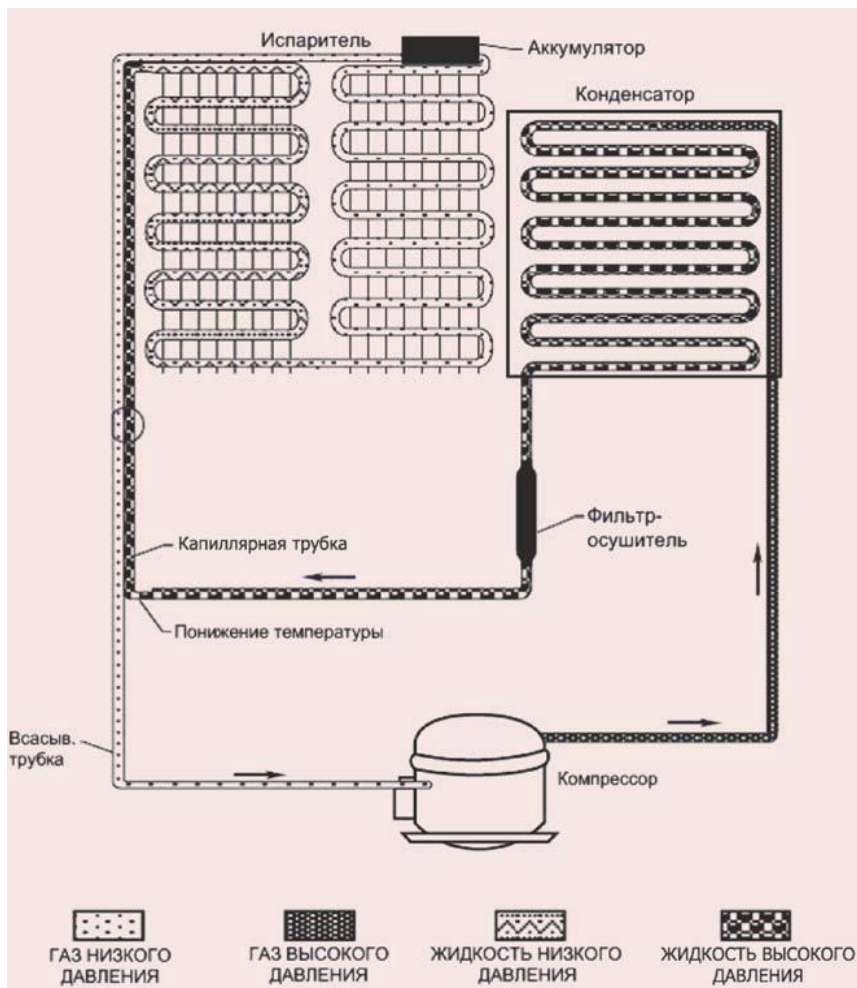 Испаритель
Аккумулятор
Конденсатор
Фильтр-
осушитель
Капиллярная трубка
Понижение температуры
Всасыв.
трубка
Компрессор
ГАЗ НИЗКОГО
ДАВЛЕНИЯ
ГАЗ ВЫСОКОГО
ДАВЛЕНИЯ
ЖИДКОСТЬ НИЗКОГО
ДАВЛЕНИЯ
ЖИДКОСТЬ ВЫСОКОГО
ДАВЛЕНИЯ